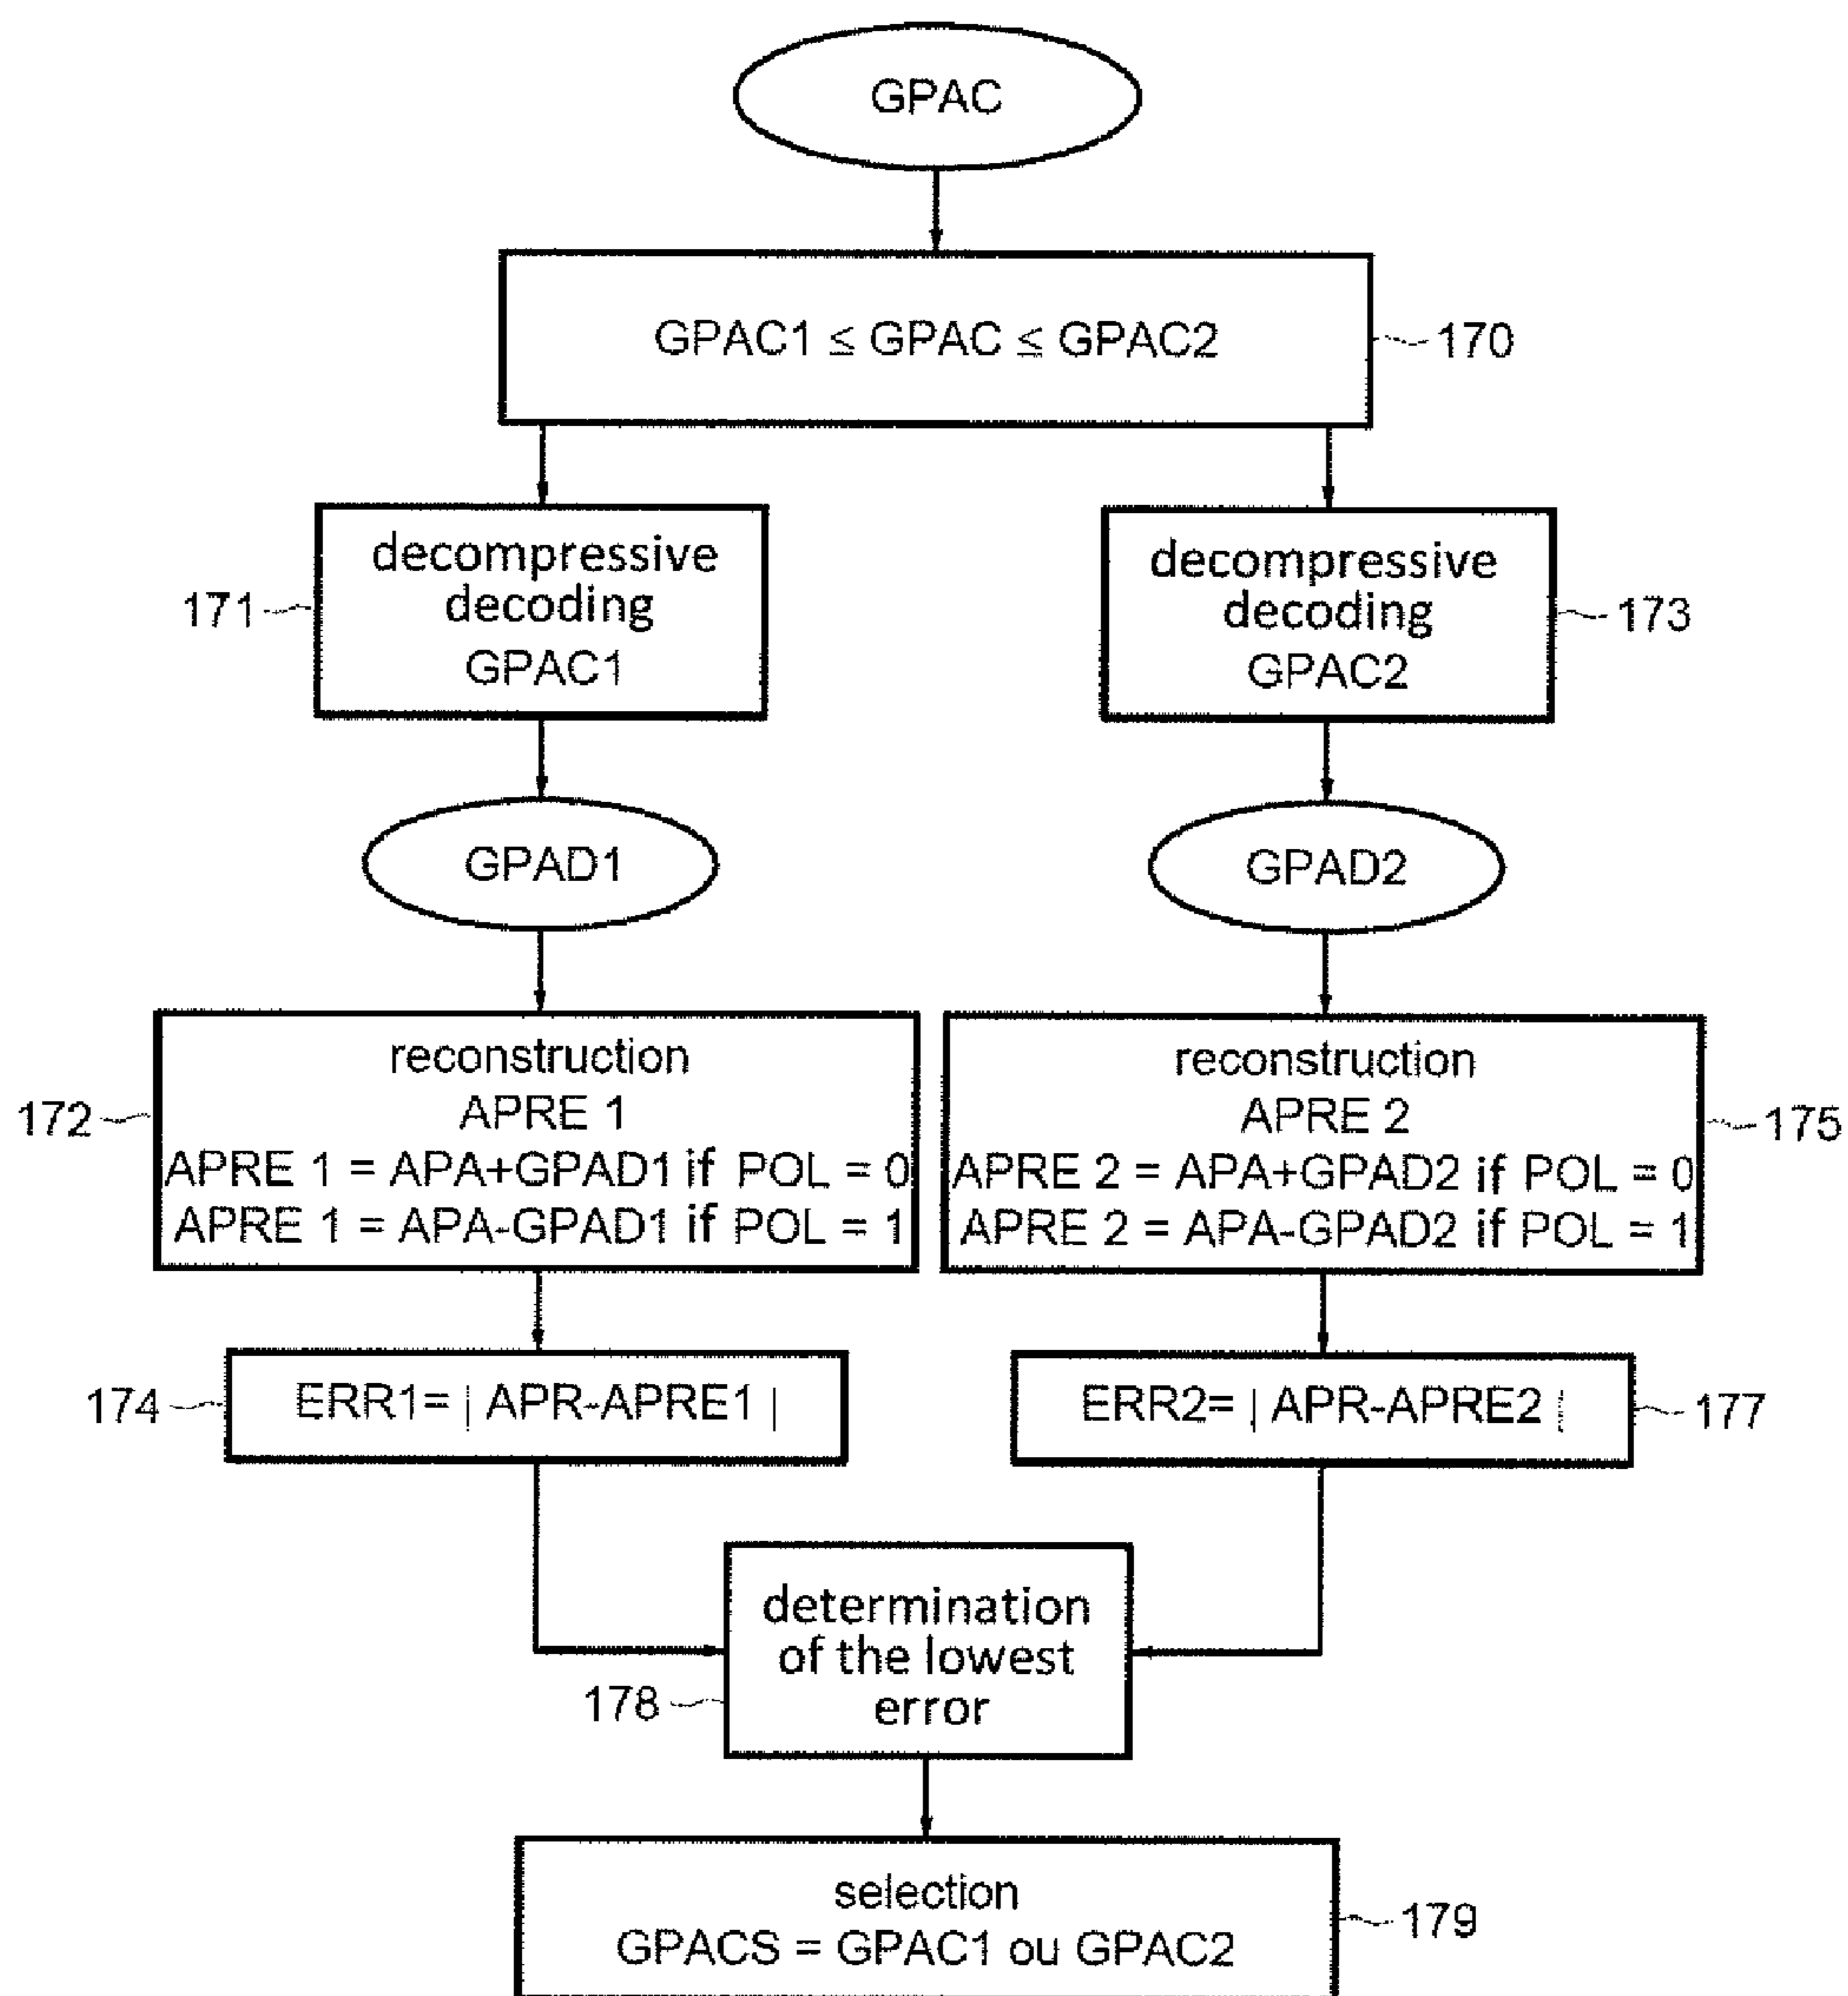 GPAC
GPAC1 ≤ GPAC ≤ GPAC2
170
decompressive
decoding
GPAC1
171
decompressive
decoding
GPAC2
173
GPAD1
GPAD2
reconstruction
APRE 1
APRE 1 = APA+GPAD1 if POL = 0
APRE 1 = APA-GPAD1 if POL = 1
172
reconstruction
APRE 2
APRE 2 = APA+GPAD2 if POL = 0
APRE 2 = APA-GPAD2 if POL = 1
175
174
ERR1= | APR-APRE1 |
ERR2= | APR-APRE2 |
177
determination
of the lowest
error
178
selection
GPACS = GPAC1 ou GPAC2
179